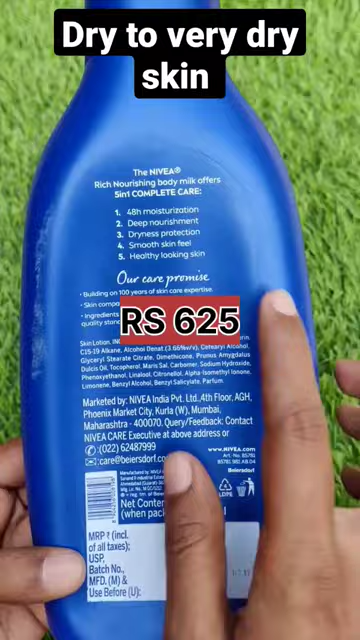 Dry to very dry
skin
The NIVEA®
Rich Nourishing body milk offers
5in1 COMPLETE CARE:
1. 48h moisturization
2. Deep nourishment
3. Dryness protection
4. Smooth skin feel
5. Healthy looking skin
Our care promise
• Building on 100 years of skin care expertise.
• Skin compa
• Ingredients
quality stan
RS 625
Skin Lotion.
C15-19 Alkane, Alcohol Denat. (3.66%v/v), Cetearyl Alcohol,
Glyceryl Stearate Citrate, Dimethicone, Prunus Amygdalus
Dulcis Oil, Tocopherol, Maris Sal, Carbomer, Sodium Hydroxide,
Phenoxyethanol, Linalool, Citronellol, Alpha-Isomethyl Ionone,
Limonene, Benzyl Alcohol, Benzyl Salicylate, Parfum.
Marketed by: NIVEA India Pvt. Ltd., 4th Floor, AGH,
Phoenix Market City, Kurla (W), Mumbai,
Maharashtra - 400070. Query/Feedback: Contact
NIVEA CARE Executive at above address or
:(022) 62487999
:care@beiersdorf.c
www.NIVEA.com
Beiersdorf
Manufactured by: NIVEA
LDPE
Net Conten
(when pack
l
MRP ₹ (incl.
of all taxes);
USP,
Batch No.,
MFD. (M) &
Use Before (U):